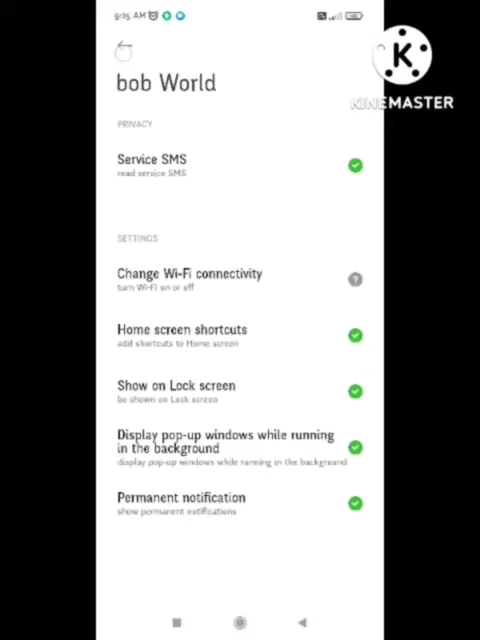 9:25 AM
bob World
K
KINEMASTER
PRIVACY
Service SMS
read service SMS
SETTINGS
Change Wi-Fi connectivity
turn Wi-Fi on or off
?
Home screen shortcuts
add shortcuts to Home screen
Show on Lock screen
be shown on Lock screen
Display pop-up windows while running
in the background
display pop-up windows while running in the background
Permanent notification
show permanent notifications